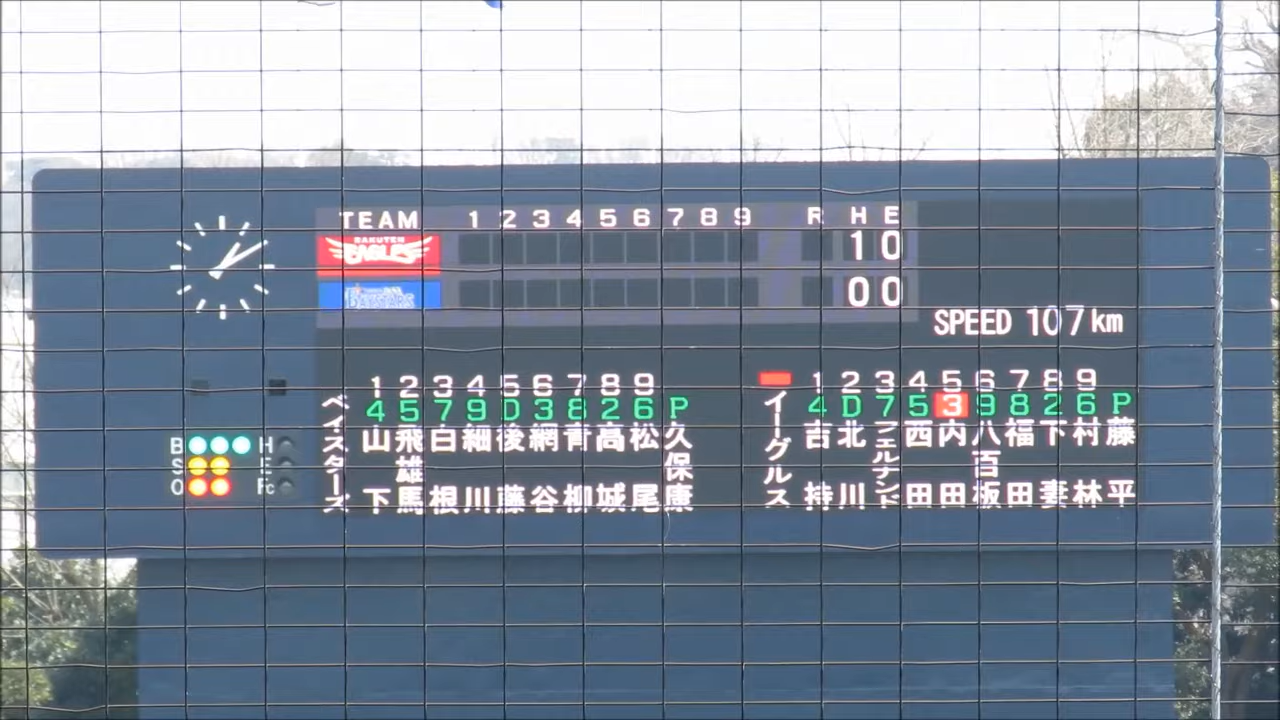 TEAM 1 2 3 4 5 6 7 8 9 R H E
RAKUTEN
EAGLES 1 0
BAYSTARS 0 0
SPEED 107 km
ベイスターズ
1 2 3 4 5 6 7 8 9
4 5 7 9 D 3 8 2 6 P
山下
飛雄馬
白根
細川
後藤
網谷
青柳
高城
松尾
久保康
イーグルス
1 2 3 4 5 6 7 8 9
4 D 7 5 3 9 8 2 6 P
吉持
北川
フェルナンド
西田
内田
八百板
福田
下妻
村林
藤平
B H
S E
O Fc